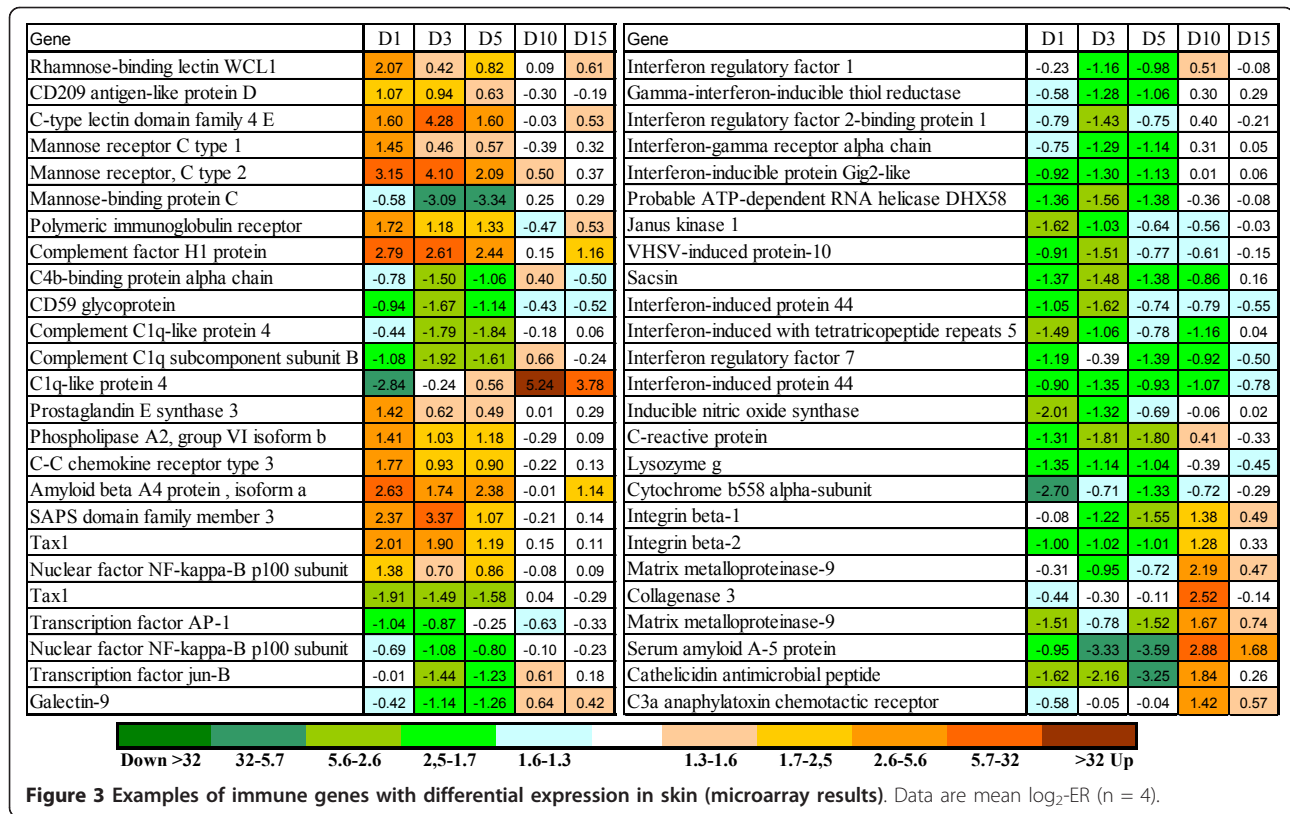 Gene D1 D3 D5 D10 D15
Rhamnose-binding lectin WCL1 2.07 0.42 0.82 0.09 0.61
CD209 antigen-like protein D 1.07 0.94 0.63 -0.30 -0.19
C-type lectin domain family 4 E 1.60 4.28 1.60 -0.03 0.53
Mannose receptor C type 1 1.45 0.46 0.57 -0.39 0.32
Mannose receptor, C type 2 3.15 4.10 2.09 0.50 0.37
Mannose-binding protein C -0.58 -3.09 -3.34 0.25 0.29
Polymeric immunoglobulin receptor 1.72 1.18 1.33 -0.47 0.53
Complement factor H1 protein 2.79 2.61 2.44 0.15 1.16
C4b-binding protein alpha chain -0.78 -1.50 -1.06 0.40 -0.50
CD59 glycoprotein -0.94 -1.67 -1.14 -0.43 -0.52
Complement C1q-like protein 4 -0.44 -1.79 -1.84 -0.18 0.06
Complement C1q subcomponent subunit B -1.08 -1.92 -1.61 0.66 -0.24
C1q-like protein 4 -2.84 -0.24 0.56 5.24 3.78
Prostaglandin E synthase 3 1.42 0.62 0.49 0.01 0.29
Phospholipase A2, group VI isoform b 1.41 1.03 1.18 -0.29 0.09
C-C chemokine receptor type 3 1.77 0.93 0.90 -0.22 0.13
Amyloid beta A4 protein , isoform a 2.63 1.74 2.38 -0.01 1.14
SAPS domain family member 3 2.37 3.37 1.07 -0.21 0.14
Tax1 2.01 1.90 1.19 0.15 0.11
Nuclear factor NF-kappa-B p100 subunit 1.38 0.70 0.86 -0.08 0.09
Tax1 -1.91 -1.49 -1.58 0.04 -0.29
Transcription factor AP-1 -1.04 -0.87 -0.25 -0.63 -0.33
Nuclear factor NF-kappa-B p100 subunit -0.69 -1.08 -0.80 -0.10 -0.23
Transcription factor jun-B -0.01 -1.44 -1.23 0.61 0.18
Galectin-9 -0.42 -1.14 -1.26 0.64 0.42
Gene D1 D3 D5 D10 D15
Interferon regulatory factor 1 -0.23 -1.16 -0.98 0.51 -0.08
Gamma-interferon-inducible thiol reductase -0.58 -1.28 -1.06 0.30 0.29
Interferon regulatory factor 2-binding protein 1 -0.79 -1.43 -0.75 0.40 -0.21
Interferon-gamma receptor alpha chain -0.75 -1.29 -1.14 0.31 0.05
Interferon-inducible protein Gig2-like -0.92 -1.30 -1.13 0.01 0.06
Probable ATP-dependent RNA helicase DHX58 -1.36 -1.56 -1.38 -0.36 -0.08
Janus kinase 1 -1.62 -1.03 -0.64 -0.56 -0.03
VHSV-induced protein-10 -0.91 -1.51 -0.77 -0.61 -0.15
Sacsin -1.37 -1.48 -1.38 -0.86 0.16
Interferon-induced protein 44 -1.05 -1.62 -0.74 -0.79 -0.55
Interferon-induced with tetratricopeptide repeats 5 -1.49 -1.06 -0.78 -1.16 0.04
Interferon regulatory factor 7 -1.19 -0.39 -1.39 -0.92 -0.50
Interferon-induced protein 44 -0.90 -1.35 -0.93 -1.07 -0.78
Inducible nitric oxide synthase -2.01 -1.32 -0.69 -0.06 0.02
C-reactive protein -1.31 -1.81 -1.80 0.41 -0.33
Lysozyme g -1.35 -1.14 -1.04 -0.39 -0.45
Cytochrome b558 alpha-subunit -2.70 -0.71 -1.33 -0.72 -0.29
Integrin beta-1 -0.08 -1.22 -1.55 1.38 0.49
Integrin beta-2 -1.00 -1.02 -1.01 1.28 0.33
Matrix metalloproteinase-9 -0.31 -0.95 -0.72 2.19 0.47
Collagenase 3 -0.44 -0.30 -0.11 2.52 -0.14
Matrix metalloproteinase-9 -1.51 -0.78 -1.52 1.67 0.74
Serum amyloid A-5 protein -0.95 -3.33 -3.59 2.88 1.68
Cathelicidin antimicrobial peptide -1.62 -2.16 -3.25 1.84 0.26
C3a anaphylatoxin chemotactic receptor -0.58 -0.05 -0.04 1.42 0.57
Down >32 32-5.7 5.6-2.6 2,5-1.7 1.6-1.3 1.3-1.6 1.7-2,5 2.6-5.6 5.7-32 >32 Up
Figure 3 Examples of immune genes with differential expression in skin (microarray results). Data are mean log₂-ER (n = 4).